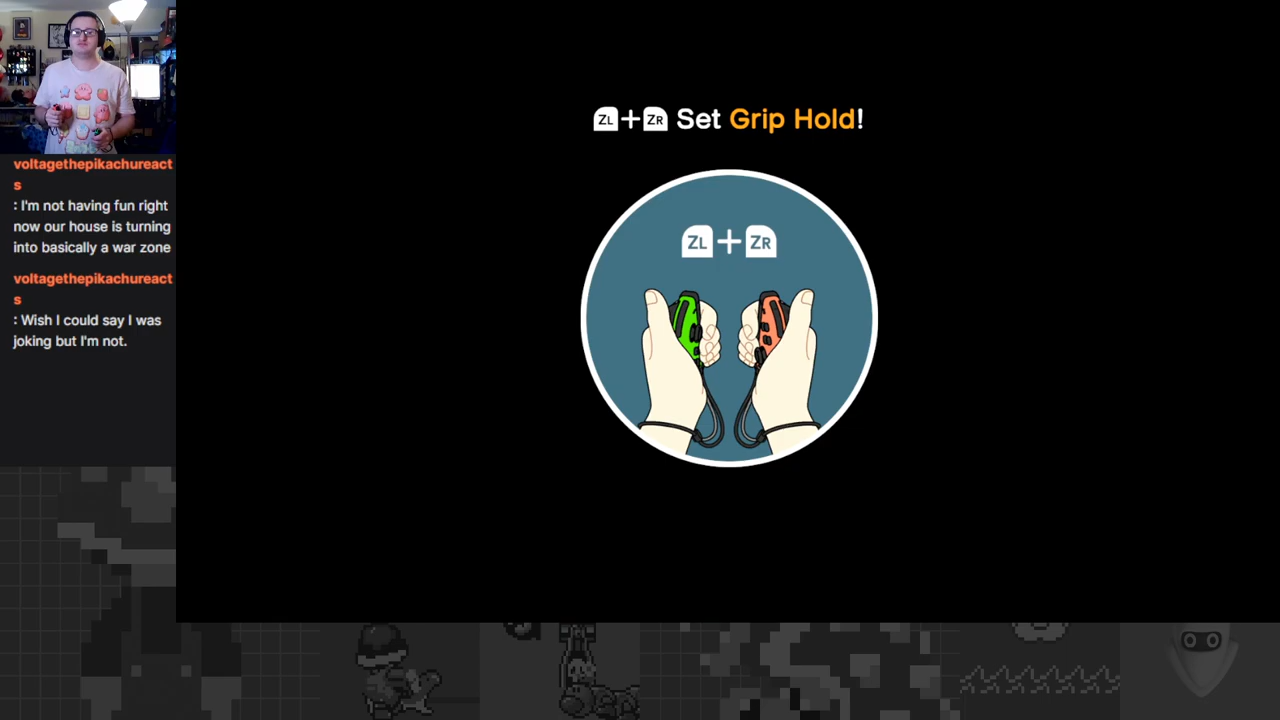 ZL+ZR Set Grip Hold!
ZL+ZR
voltagethepikachureact
s
: I'm not having fun right
now our house is turning
into basically a war zone
voltagethepikachureact
s
: Wish I could say I was
joking but I'm not.